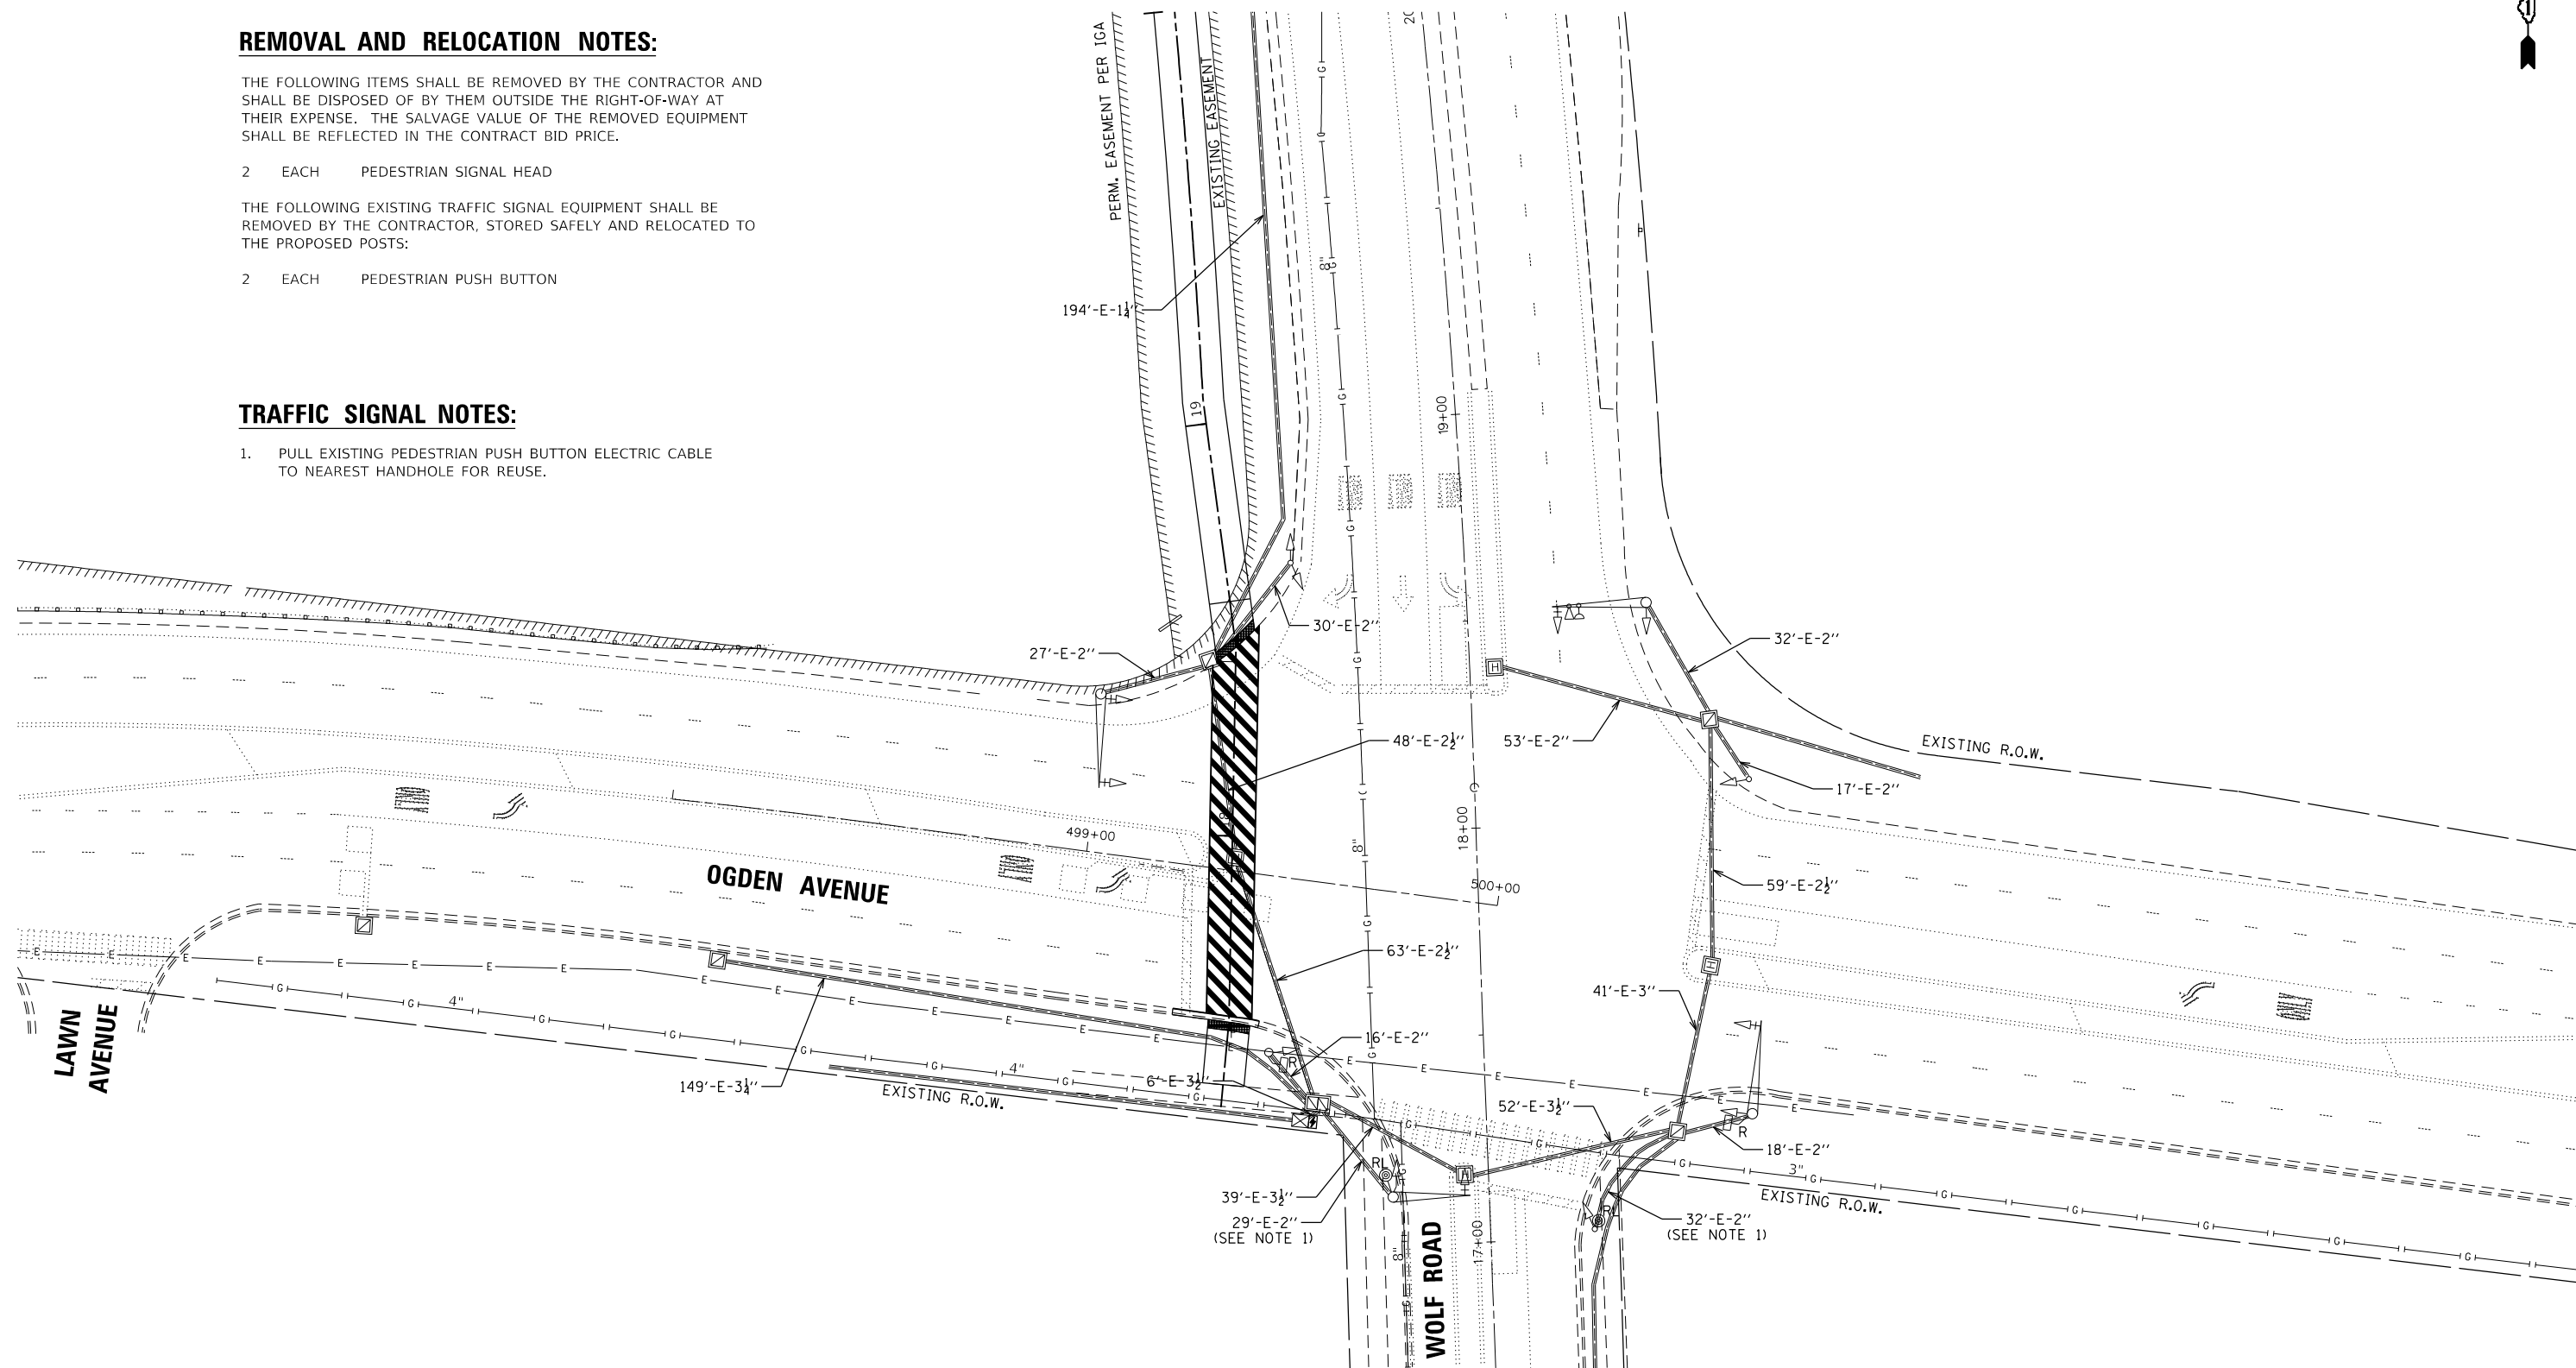 REMOVAL AND RELOCATION NOTES:
THE FOLLOWING ITEMS SHALL BE REMOVED BY THE CONTRACTOR AND
SHALL BE DISPOSED OF BY THEM OUTSIDE THE RIGHT-OF-WAY AT
THEIR EXPENSE. THE SALVAGE VALUE OF THE REMOVED EQUIPMENT
SHALL BE REFLECTED IN THE CONTRACT BID PRICE.
2 EACH PEDESTRIAN SIGNAL HEAD
THE FOLLOWING EXISTING TRAFFIC SIGNAL EQUIPMENT SHALL BE
REMOVED BY THE CONTRACTOR, STORED SAFELY AND RELOCATED TO
THE PROPOSED POSTS:
2 EACH PEDESTRIAN PUSH BUTTON
TRAFFIC SIGNAL NOTES:
1. PULL EXISTING PEDESTRIAN PUSH BUTTON ELECTRIC CABLE
TO NEAREST HANDHOLE FOR REUSE.
PERM. EASEMENT PER IGA
EXISTING EASEMENT
194'-E-1¼"
8"
19
19+00
30'-E-2"
27'-E-2"
32'-E-2"
48'-E-2½"
53'-E-2"
17'-E-2"
EXISTING R.O.W.
499+00
18+00
8"
OGDEN AVENUE
500+00
59'-E-2½"
63'-E-2½"
41'-E-3"
LAWN
AVENUE
4"
149'-E-3¼"
4"
16'-E-2"
6'-E-3½"
R
EXISTING R.O.W.
52'-E-3½"
R
18'-E-2"
3"
EXISTING R.O.W.
RL
39'-E-3½"
29'-E-2"
(SEE NOTE 1)
32'-E-2"
(SEE NOTE 1)
8"
WOLF ROAD
17+00